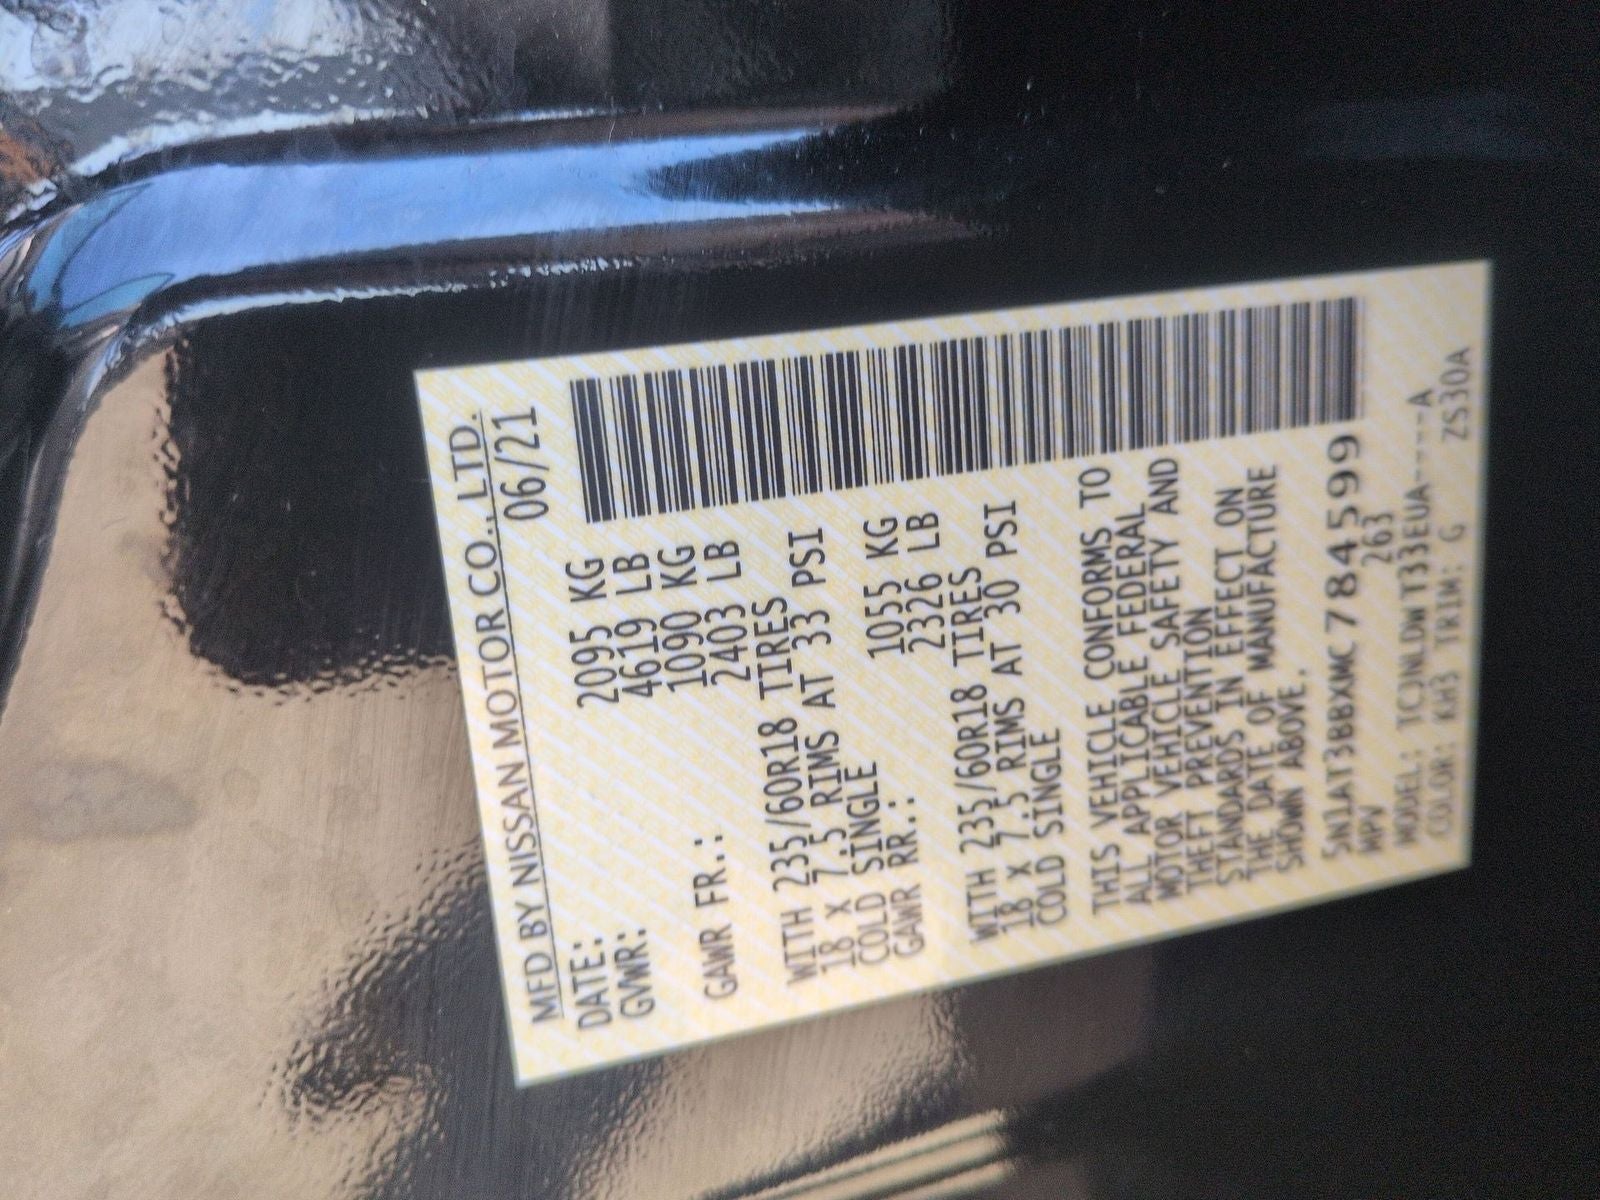 MFD BY NISSAN MOTOR CO., LTD.
DATE: 06/21
GVWR: 2095 KG
4619 LB
GAWR FR.: 1090 KG
2403 LB
WITH 235/60R18 TIRES
18 X 7.5 RIMS AT 33 PSI
COLD SINGLE
GAWR RR.: 1055 KG
2326 LB
WITH 235/60R18 TIRES
18 X 7.5 RIMS AT 30 PSI
COLD SINGLE
THIS VEHICLE CONFORMS TO
ALL APPLICABLE FEDERAL
MOTOR VEHICLE SAFETY AND
THEFT PREVENTION
STANDARDS IN EFFECT ON
THE DATE OF MANUFACTURE
SHOWN ABOVE.
5N1AT3BBXMC784599
MPV 263
MODEL: TCJNLDWT33EUA----A
COLOR: KH3 TRIM: G ZS30A